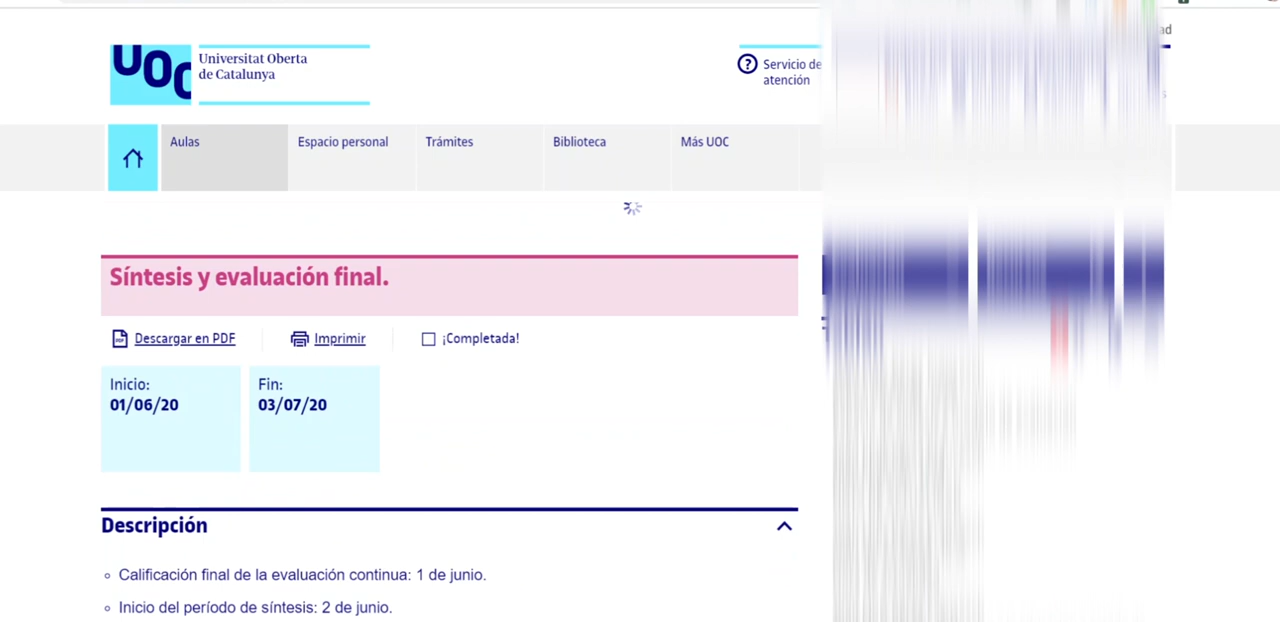 UOC
Universitat Oberta
de Catalunya
Servicio de
atención
Aulas
Espacio personal
Trámites
Biblioteca
Más UOC
Síntesis y evaluación final.
Descargar en PDF
Imprimir
¡Completada!
Inicio:
01/06/20
Fin:
03/07/20
Descripción
Calificación final de la evaluación continua: 1 de junio.
Inicio del período de síntesis: 2 de junio.